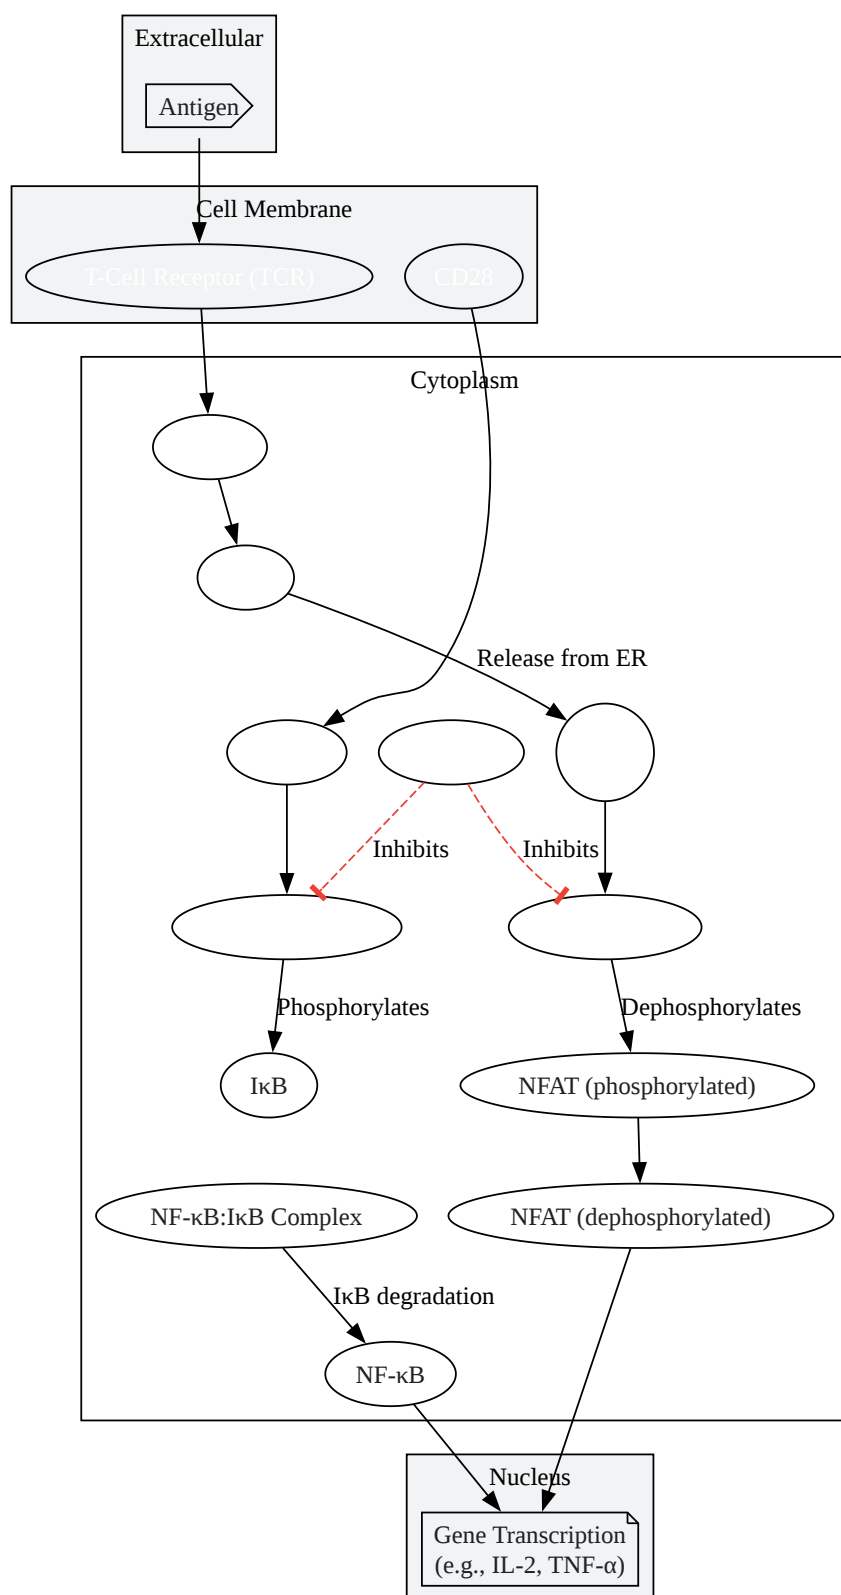 Extracellular
Antigen
Cell Membrane
T-Cell Receptor (TCR)
CD28
Cytoplasm
Release from ER
Inhibits
Inhibits
Phosphorylates
Dephosphorylates
IκB
NFAT (phosphorylated)
NF-κB:IκB Complex
NFAT (dephosphorylated)
IκB degradation
NF-κB
Nucleus
Gene Transcription
(e.g., IL-2, TNF-α)